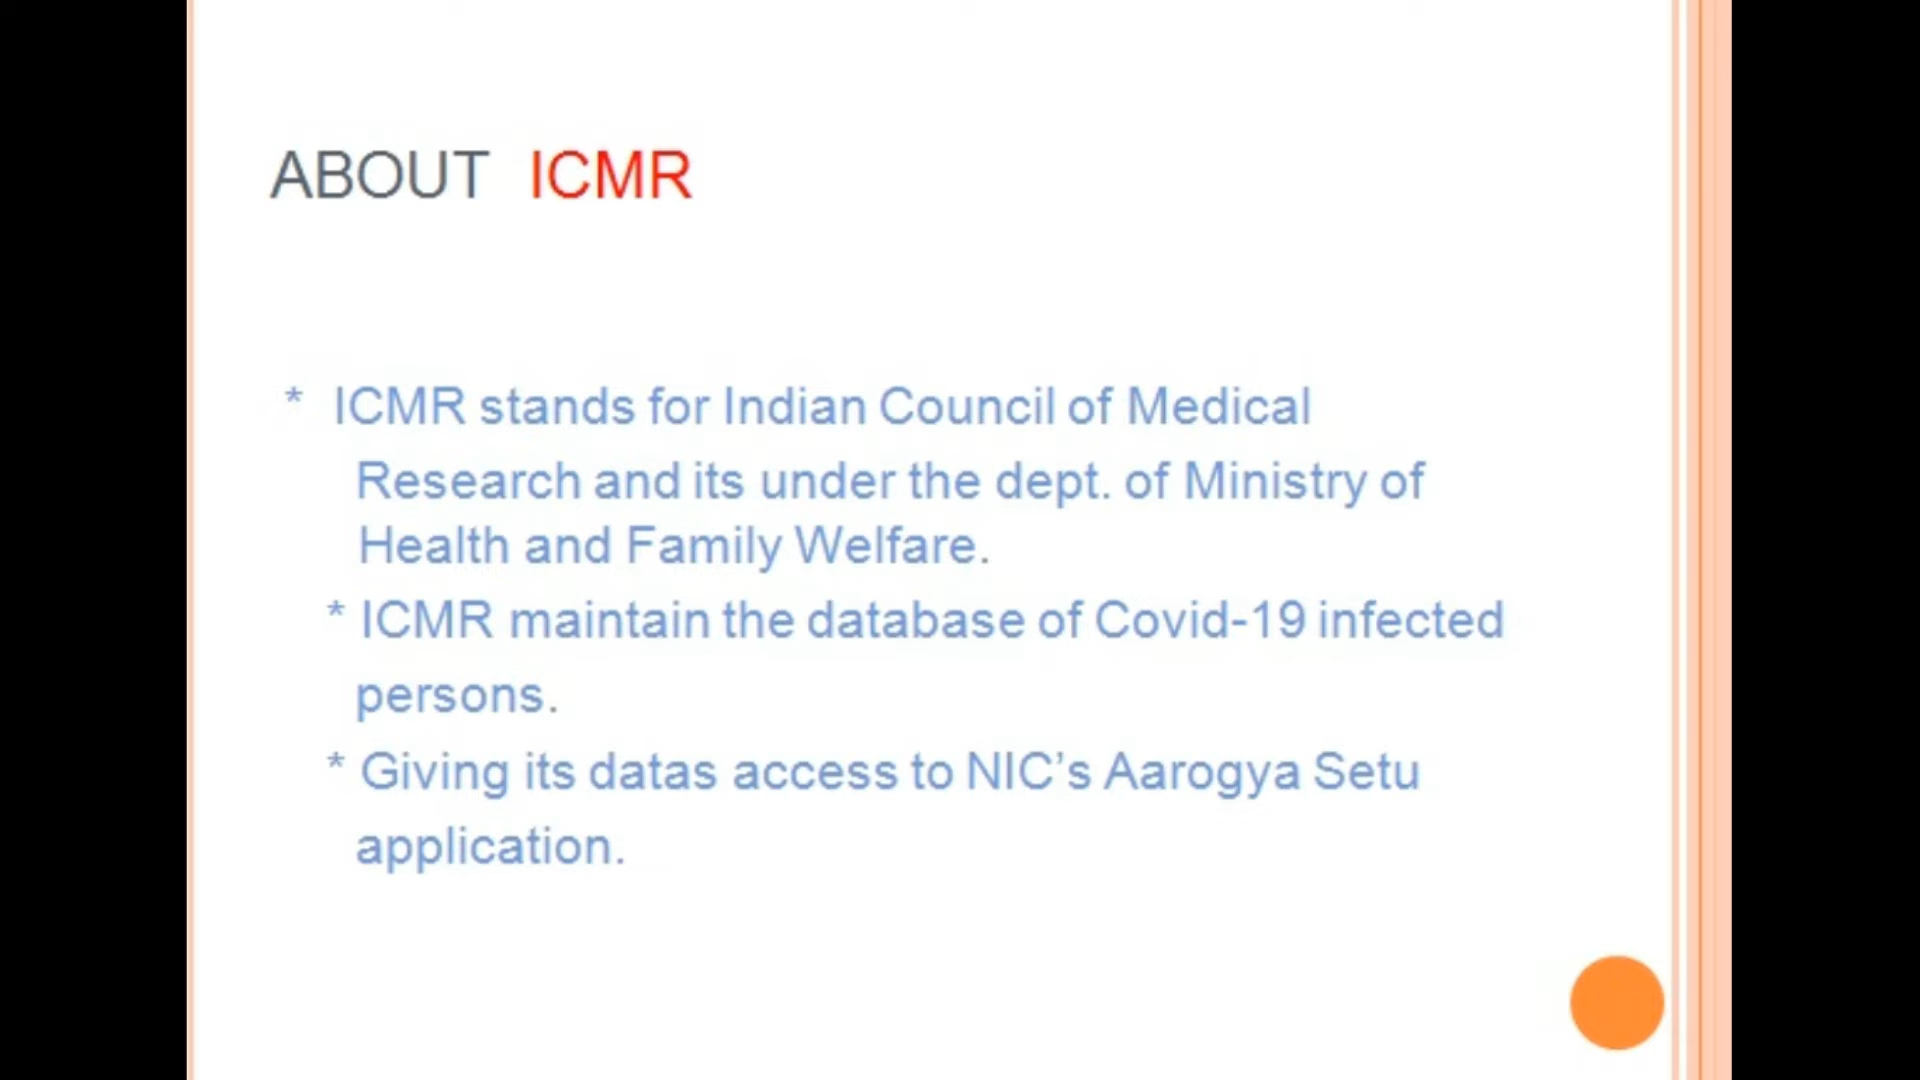 ABOUT ICMR
* ICMR stands for Indian Council of Medical
Research and its under the dept. of Ministry of
Health and Family Welfare.
* ICMR maintain the database of Covid-19 infected
persons.
* Giving its datas access to NIC’s Aarogya Setu
application.